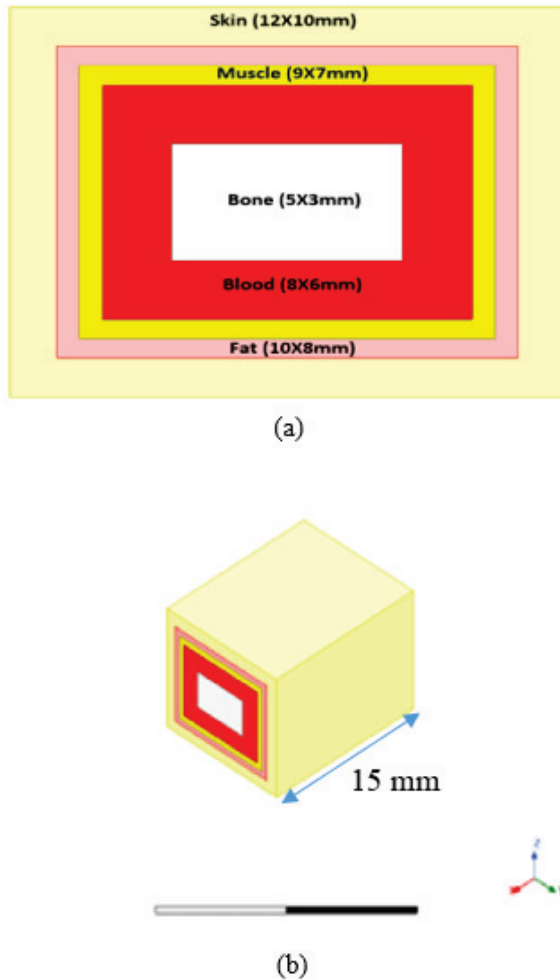 Skin (12X10mm)
Muscle (9X7mm)
Bone (5X3mm)
Blood (8X6mm)
Fat (10X8mm)
(a)
15 mm
Z
(b)